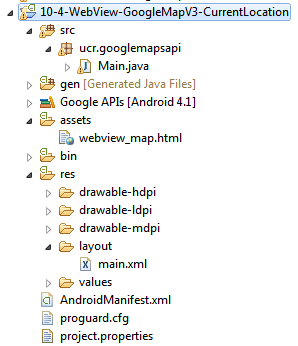 10-4-WebView-GoogleMapV3-CurrentLocation
src
ucr.googlemapsapi
Main.java
gen [Generated Java Files]
Google APIs [Android 4.1]
assets
webview_map.html
bin
res
drawable-hdpi
drawable-ldpi
drawable-mdpi
layout
main.xml
values
AndroidManifest.xml
proguard.cfg
project.properties